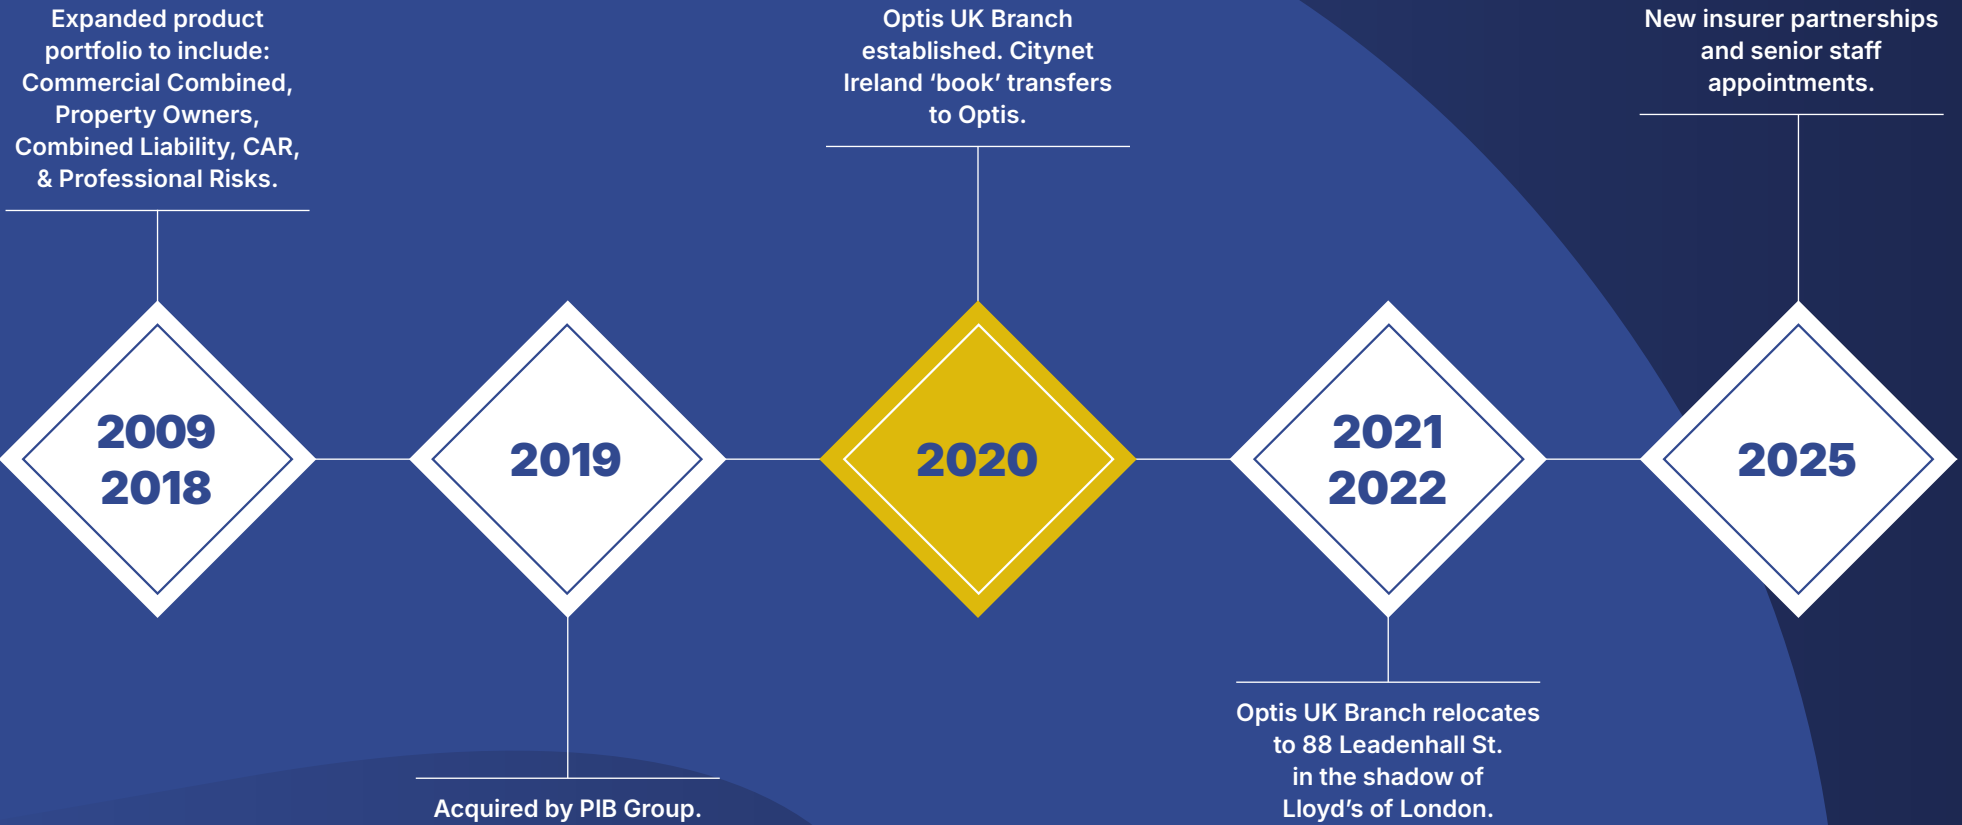 Expanded product
portfolio to include:
Commercial Combined,
Property Owners,
Combined Liability, CAR,
& Professional Risks.
2009
2018
2019
Acquired by PIB Group.
Optis UK Branch
established. Citynet
Ireland ‘book’ transfers
to Optis.
2020
2021
2022
Optis UK Branch relocates
to 88 Leadenhall St.
in the shadow of
Lloyd’s of London.
New insurer partnerships
and senior staff
appointments.
2025